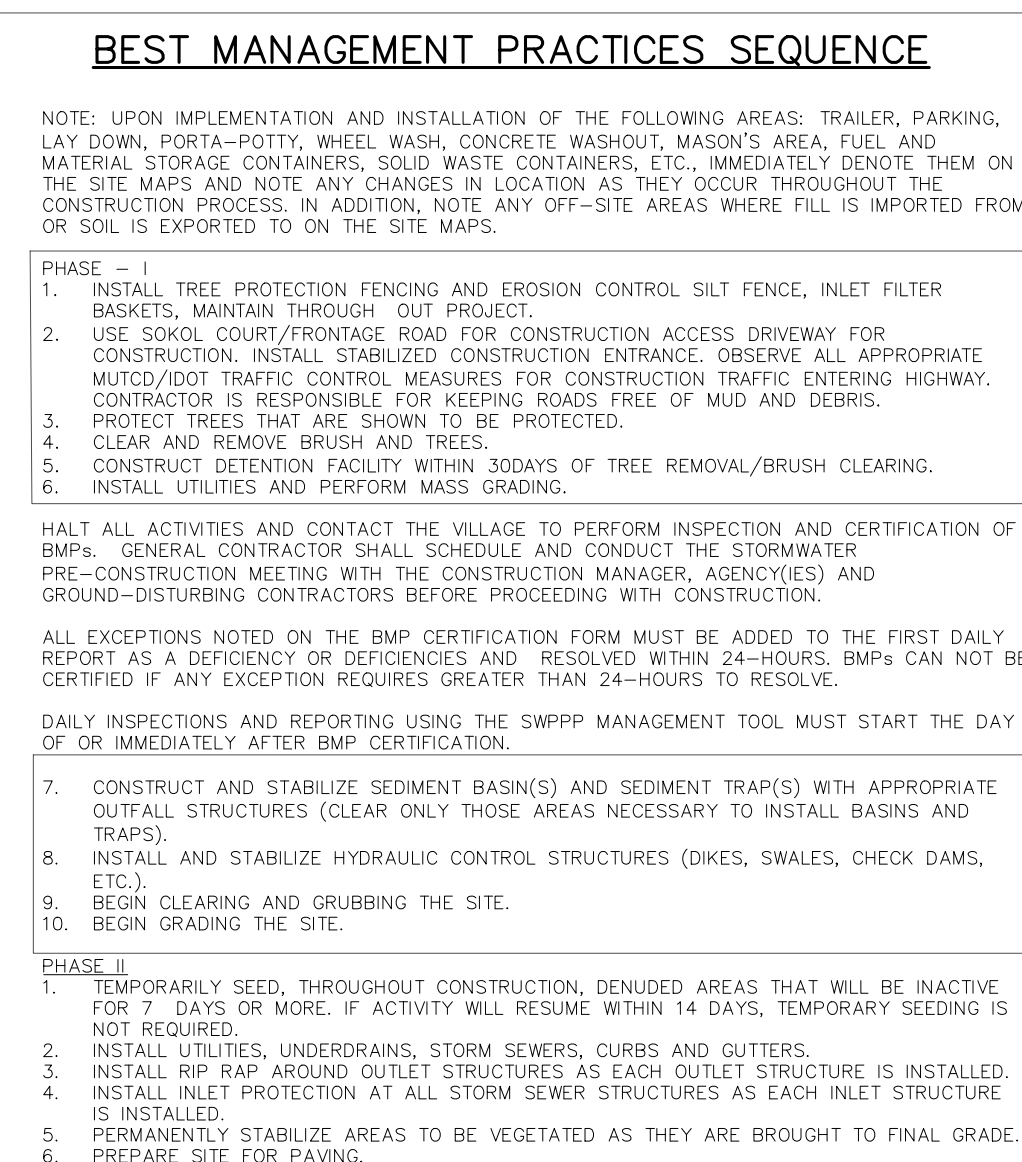 BEST MANAGEMENT PRACTICES SEQUENCE
NOTE: UPON IMPLEMENTATION AND INSTALLATION OF THE FOLLOWING AREAS: TRAILER, PARKING,
LAY DOWN, PORTA-POTTY, WHEEL WASH, CONCRETE WASHOUT, MASON'S AREA, FUEL AND
MATERIAL STORAGE CONTAINERS, SOLID WASTE CONTAINERS, ETC., IMMEDIATELY DENOTE THEM ON
THE SITE MAPS AND NOTE ANY CHANGES IN LOCATION AS THEY OCCUR THROUGHOUT THE
CONSTRUCTION PROCESS. IN ADDITION, NOTE ANY OFF-SITE AREAS WHERE FILL IS IMPORTED FROM
OR SOIL IS EXPORTED TO ON THE SITE MAPS.
PHASE - I
1. INSTALL TREE PROTECTION FENCING AND EROSION CONTROL SILT FENCE, INLET FILTER
BASKETS, MAINTAIN THROUGH OUT PROJECT.
2. USE SOKOL COURT/FRONTAGE ROAD FOR CONSTRUCTION ACCESS DRIVEWAY FOR
CONSTRUCTION. INSTALL STABILIZED CONSTRUCTION ENTRANCE. OBSERVE ALL APPROPRIATE
MUTCD/IDOT TRAFFIC CONTROL MEASURES FOR CONSTRUCTION TRAFFIC ENTERING HIGHWAY.
CONTRACTOR IS RESPONSIBLE FOR KEEPING ROADS FREE OF MUD AND DEBRIS.
3. PROTECT TREES THAT ARE SHOWN TO BE PROTECTED.
4. CLEAR AND REMOVE BRUSH AND TREES.
5. CONSTRUCT DETENTION FACILITY WITHIN 30DAYS OF TREE REMOVAL/BRUSH CLEARING.
6. INSTALL UTILITIES AND PERFORM MASS GRADING.
HALT ALL ACTIVITIES AND CONTACT THE VILLAGE TO PERFORM INSPECTION AND CERTIFICATION OF
BMPs. GENERAL CONTRACTOR SHALL SCHEDULE AND CONDUCT THE STORMWATER
PRE-CONSTRUCTION MEETING WITH THE CONSTRUCTION MANAGER, AGENCY(IES) AND
GROUND-DISTURBING CONTRACTORS BEFORE PROCEEDING WITH CONSTRUCTION.
ALL EXCEPTIONS NOTED ON THE BMP CERTIFICATION FORM MUST BE ADDED TO THE FIRST DAILY
REPORT AS A DEFICIENCY OR DEFICIENCIES AND RESOLVED WITHIN 24-HOURS. BMPs CAN NOT BE
CERTIFIED IF ANY EXCEPTION REQUIRES GREATER THAN 24-HOURS TO RESOLVE.
DAILY INSPECTIONS AND REPORTING USING THE SWPPP MANAGEMENT TOOL MUST START THE DAY
OF OR IMMEDIATELY AFTER BMP CERTIFICATION.
7. CONSTRUCT AND STABILIZE SEDIMENT BASIN(S) AND SEDIMENT TRAP(S) WITH APPROPRIATE
OUTFALL STRUCTURES (CLEAR ONLY THOSE AREAS NECESSARY TO INSTALL BASINS AND
TRAPS).
8. INSTALL AND STABILIZE HYDRAULIC CONTROL STRUCTURES (DIKES, SWALES, CHECK DAMS,
ETC.).
9. BEGIN CLEARING AND GRUBBING THE SITE.
10. BEGIN GRADING THE SITE.
PHASE II
1. TEMPORARILY SEED, THROUGHOUT CONSTRUCTION, DENUDED AREAS THAT WILL BE INACTIVE
FOR 7 DAYS OR MORE. IF ACTIVITY WILL RESUME WITHIN 14 DAYS, TEMPORARY SEEDING IS
NOT REQUIRED.
2. INSTALL UTILITIES, UNDERDRAINS, STORM SEWERS, CURBS AND GUTTERS.
3. INSTALL RIP RAP AROUND OUTLET STRUCTURES AS EACH OUTLET STRUCTURE IS INSTALLED.
4. INSTALL INLET PROTECTION AT ALL STORM SEWER STRUCTURES AS EACH INLET STRUCTURE
IS INSTALLED.
5. PERMANENTLY STABILIZE AREAS TO BE VEGETATED AS THEY ARE BROUGHT TO FINAL GRADE.
6. PREPARE SITE FOR PAVING.